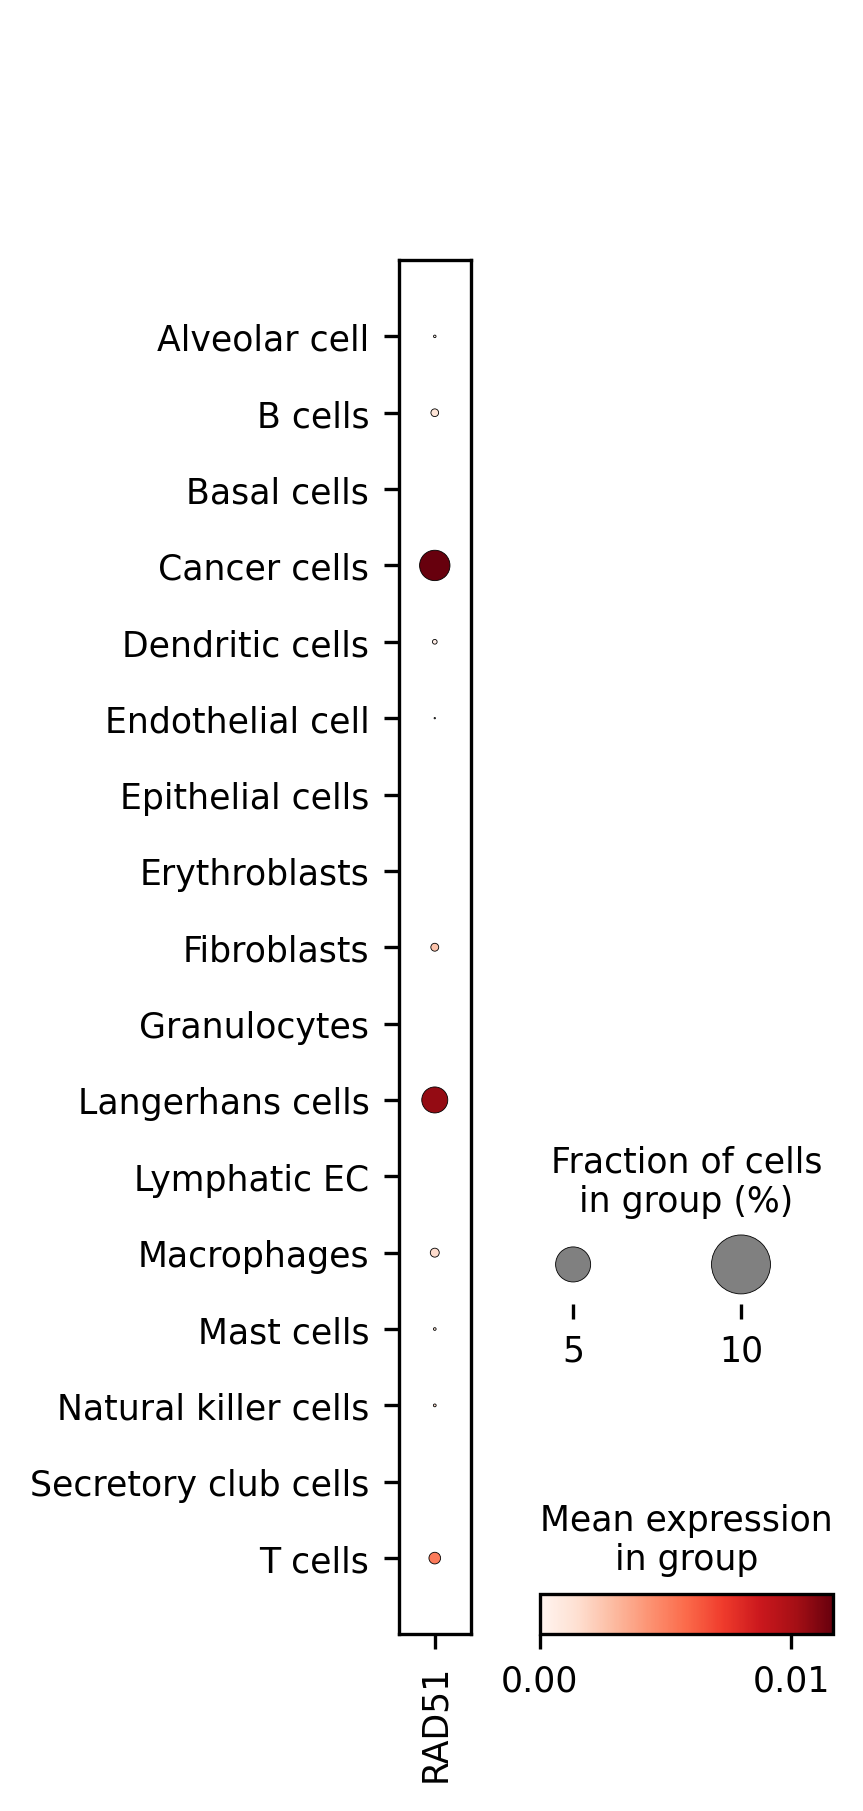 Alveolar cell
B cells
Basal cells
Cancer cells
Dendritic cells
Endothelial cell
Epithelial cells
Erythroblasts
Fibroblasts
Granulocytes
Langerhans cells
Lymphatic EC
Macrophages
Mast cells
Natural killer cells
Secretory club cells
T cells
RAD51
Fraction of cells
in group (%)
5 10
Mean expression
in group
0.00 0.01